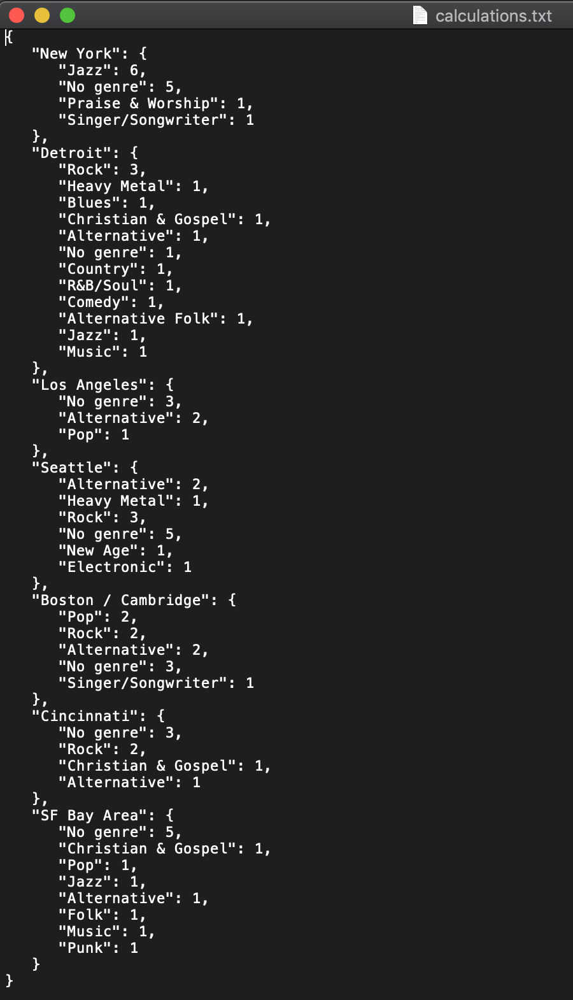 calculations.txt
{
"New York": {
"Jazz": 6,
"No genre": 5,
"Praise & Worship": 1,
"Singer/Songwriter": 1
},
"Detroit": {
"Rock": 3,
"Heavy Metal": 1,
"Blues": 1,
"Christian & Gospel": 1,
"Alternative": 1,
"No genre": 1,
"Country": 1,
"R&B/Soul": 1,
"Comedy": 1,
"Alternative Folk": 1,
"Jazz": 1,
"Music": 1
},
"Los Angeles": {
"No genre": 3,
"Alternative": 2,
"Pop": 1
},
"Seattle": {
"Alternative": 2,
"Heavy Metal": 1,
"Rock": 3,
"No genre": 5,
"New Age": 1,
"Electronic": 1
},
"Boston / Cambridge": {
"Pop": 2,
"Rock": 2,
"Alternative": 2,
"No genre": 3,
"Singer/Songwriter": 1
},
"Cincinnati": {
"No genre": 3,
"Rock": 2,
"Christian & Gospel": 1,
"Alternative": 1
},
"SF Bay Area": {
"No genre": 5,
"Christian & Gospel": 1,
"Pop": 1,
"Jazz": 1,
"Alternative": 1,
"Folk": 1,
"Music": 1,
"Punk": 1
}
}